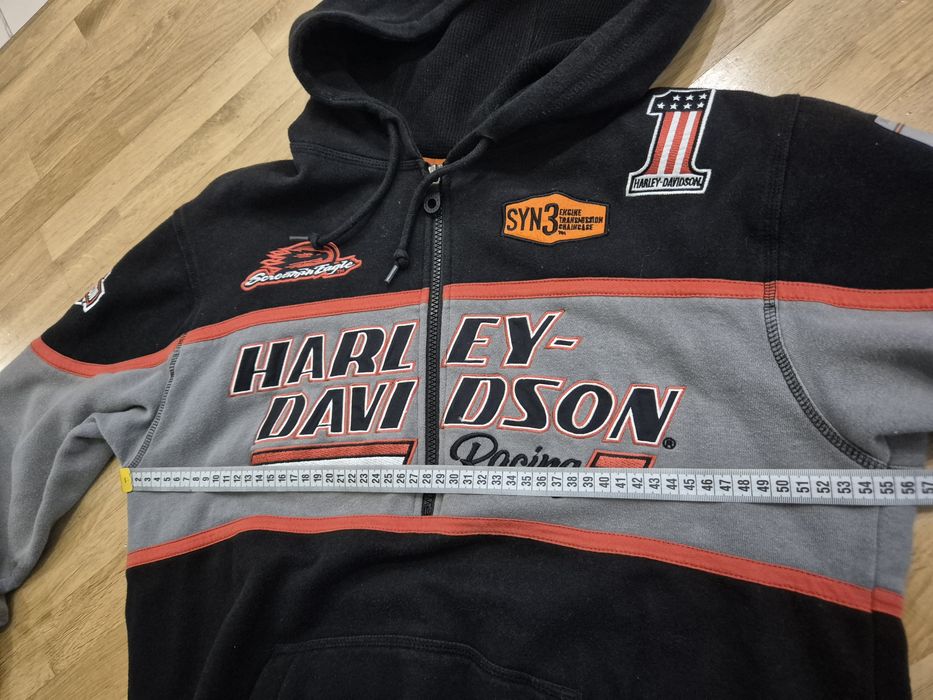 HARLEY-DAVIDSON
SYN3 ENGINE
TRANSMISSION
CHAINCASE
Screamin Eagle
HARLEY-
DAVIDSON®
Racing
1 2 3 4 5 6 7 8 9 10 11 12 13 14 15 16 17 18 19 20 21 22 23 24 25 26 27 28 29 30 31 32 33 34 35 36 37 38 39 40 41 42 43 44 45 46 47 48 49 50 51 52 53 54 55 56 57